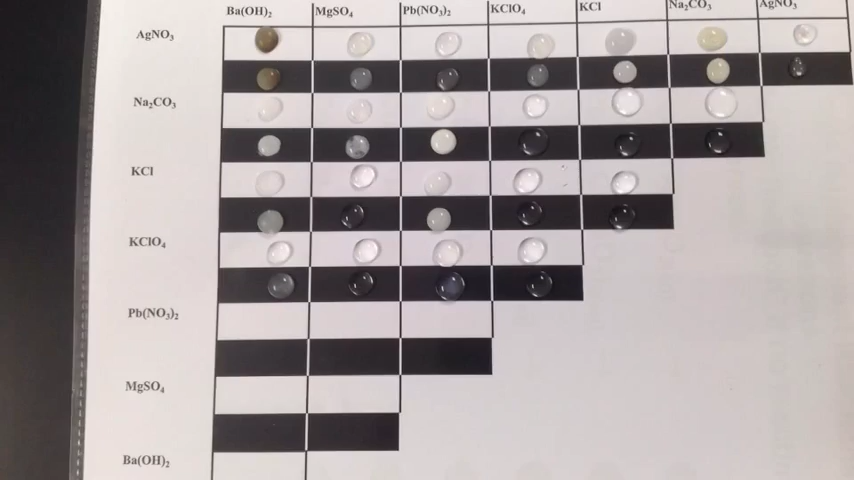 Ba(OH)₂ MgSO₄ Pb(NO₃)₂ KClO₄ KCl Na₂CO₃ AgNO₃
AgNO₃
Na₂CO₃
KCl
KClO₄
Pb(NO₃)₂
MgSO₄
Ba(OH)₂